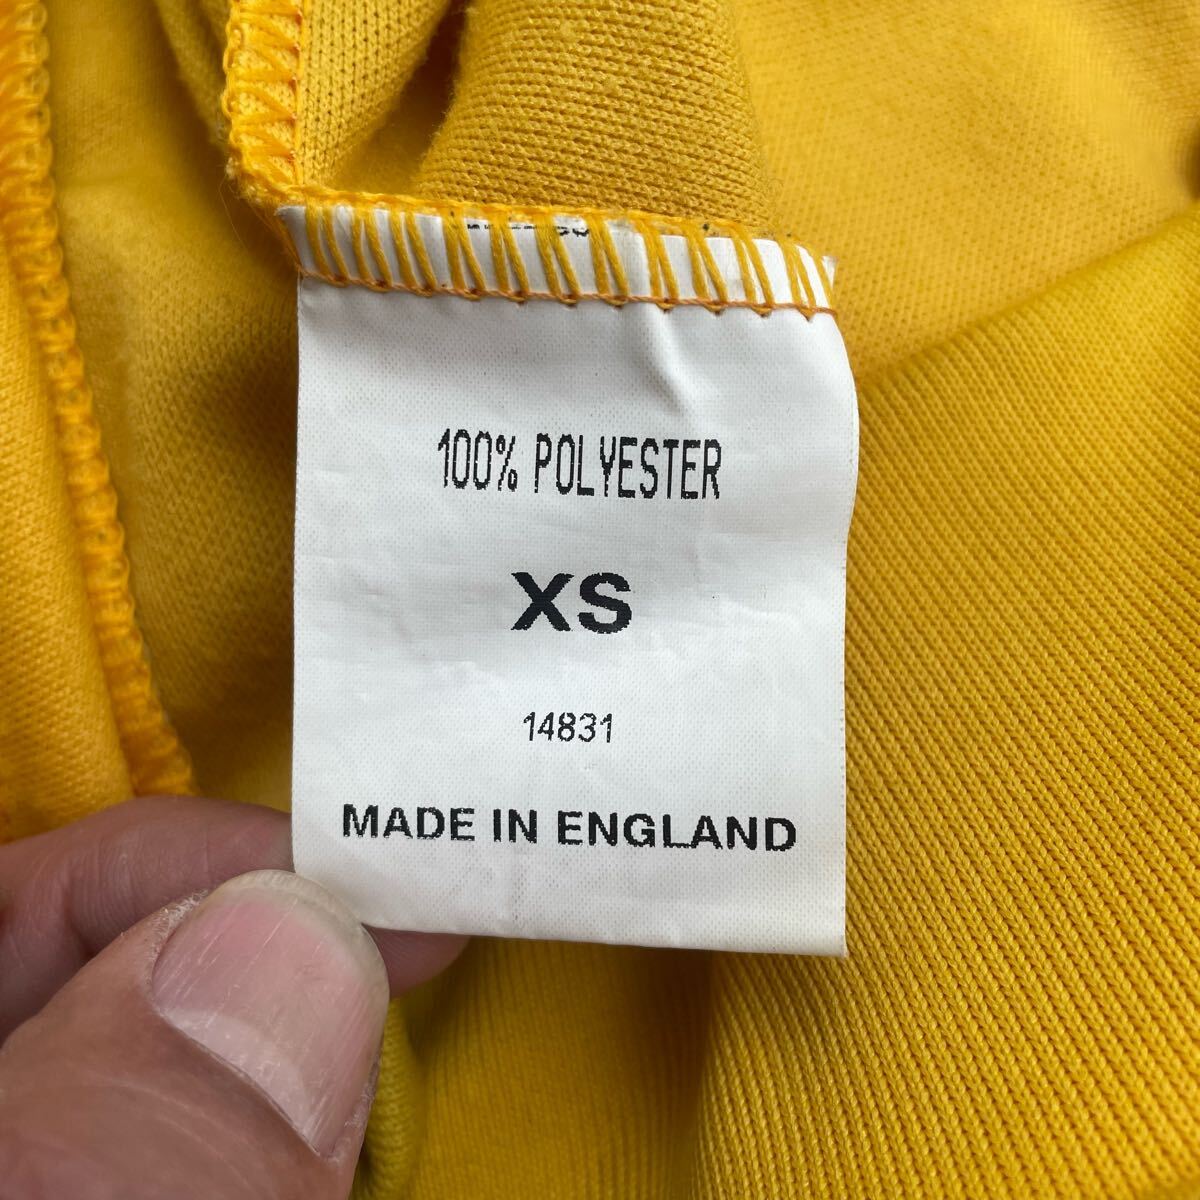 100% POLYESTER
XS
14831
MADE IN ENGLAND